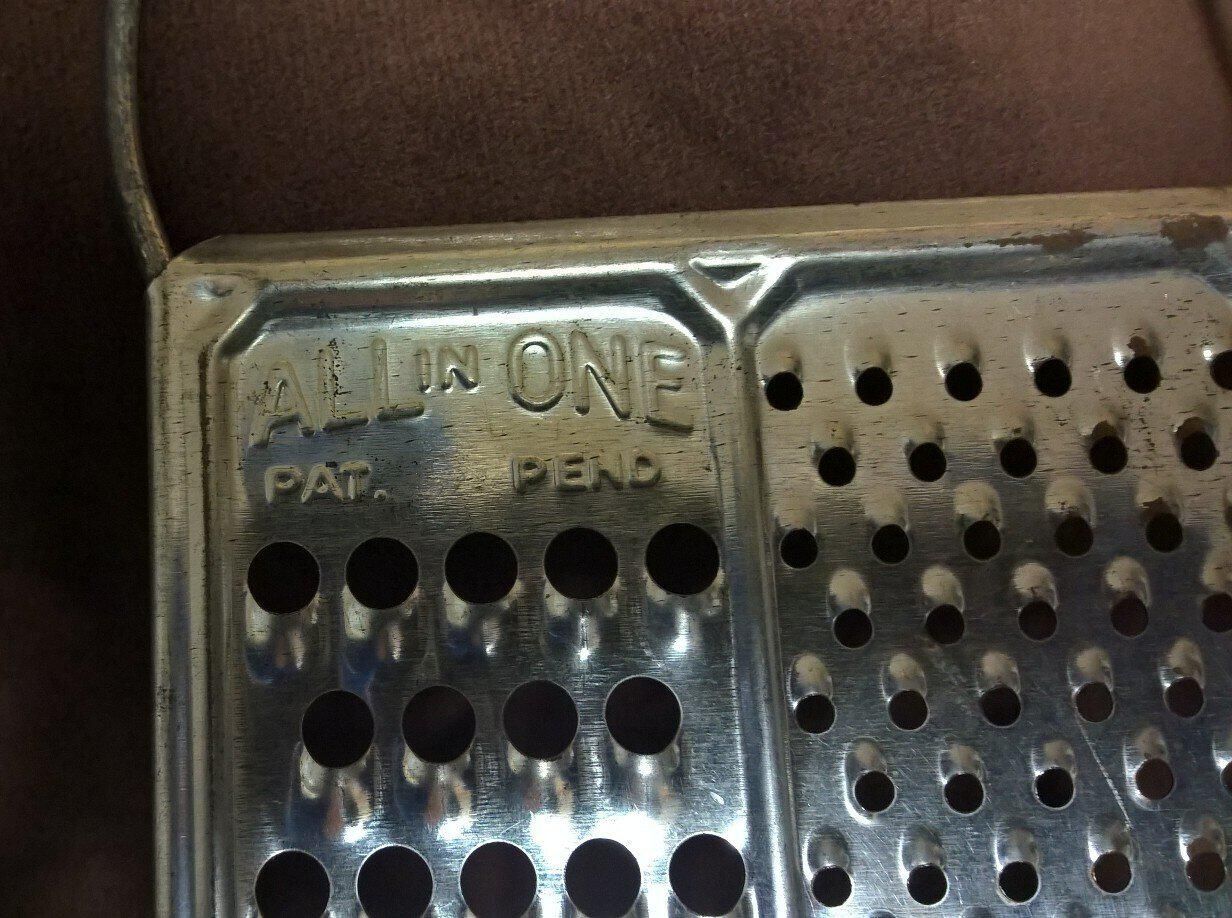 ALL IN ONE
PAT. PEND